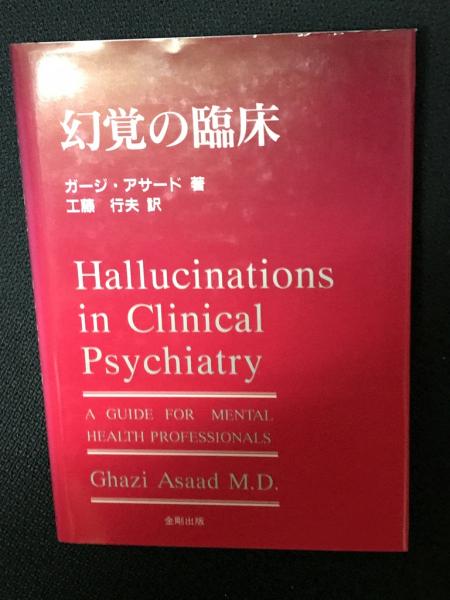 幻覚の臨床
ガージ・アサード 著
工藤 行夫 訳
Hallucinations
in Clinical
Psychiatry
A GUIDE FOR MENTAL
HEALTH PROFESSIONALS
Ghazi Asaad M.D.
金剛出版